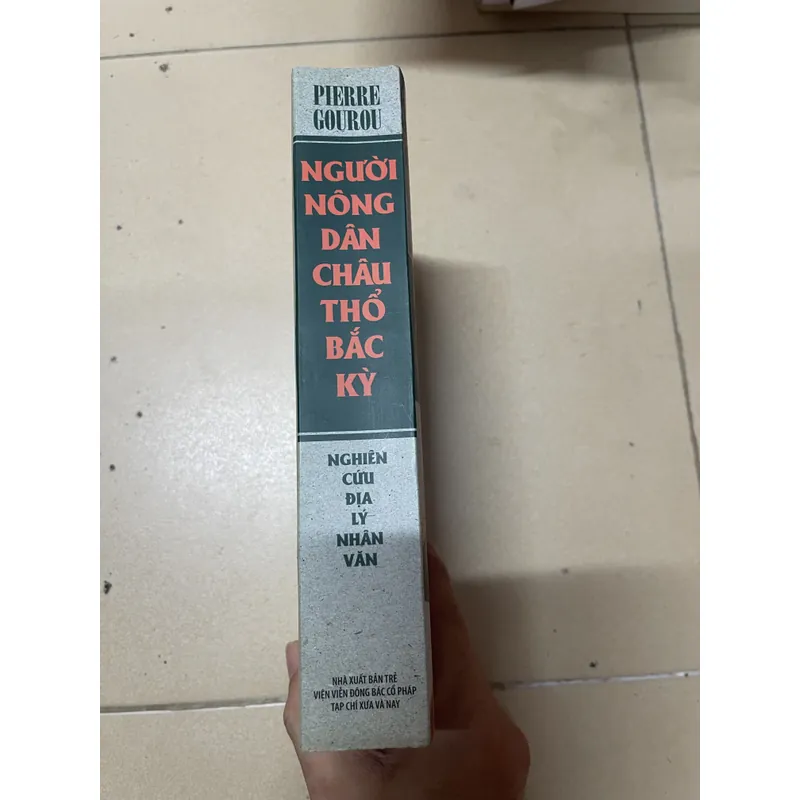 PIERRE
GOUROU
NGƯỜI
NÔNG
DÂN
CHÂU
THỔ
BẮC
KỲ
NGHIÊN
CỨU
ĐỊA
LÝ
NHÂN
VĂN
NHÀ XUẤT BẢN TRẺ
VIỆN VIỄN ĐÔNG BÁC CỔ PHÁP
TẠP CHÍ XƯA VÀ NAY